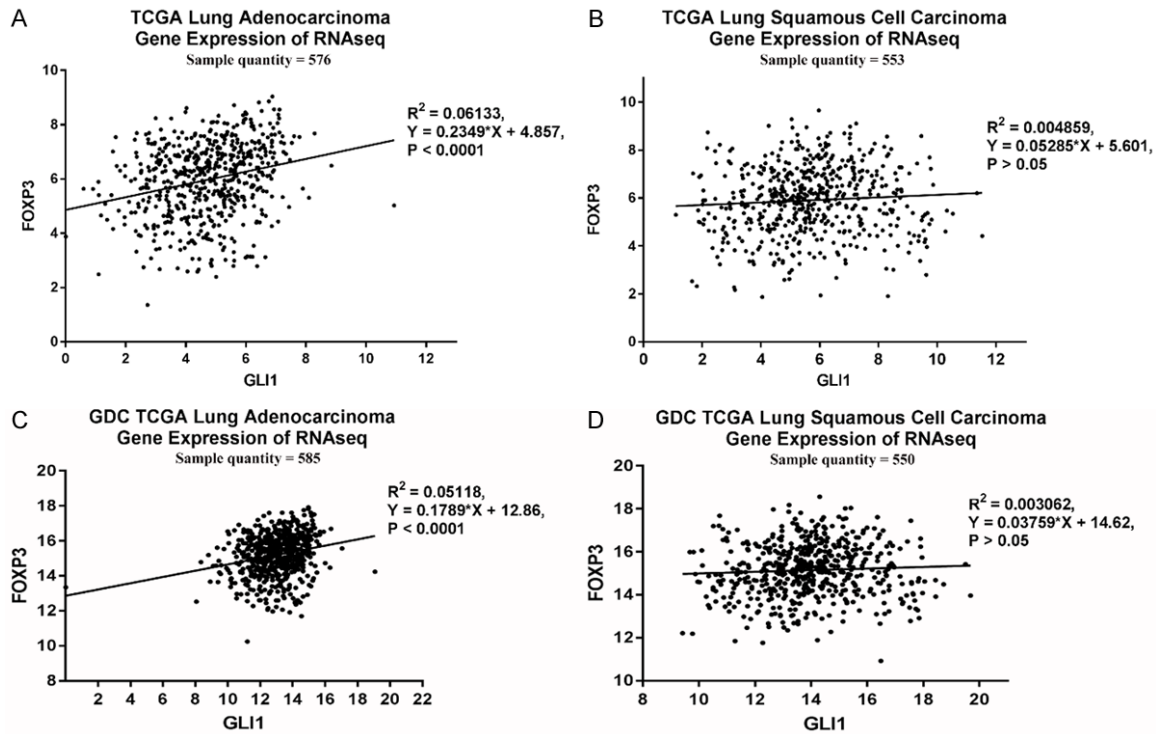 A
TCGA Lung Adenocarcinoma
Gene Expression of RNAseq
Sample quantity = 576
R² = 0.06133,
Y = 0.2349*X + 4.857,
P < 0.0001
FOXP3
10
8
6
4
2
0
0
2
4
6
8
10
12
GLI1
B
TCGA Lung Squamous Cell Carcinoma
Gene Expression of RNAseq
Sample quantity = 553
R² = 0.004859,
Y = 0.05285*X + 5.601,
P > 0.05
FOXP3
10
8
6
4
2
0
0
2
4
6
8
10
12
GLI1
C
GDC TCGA Lung Adenocarcinoma
Gene Expression of RNAseq
Sample quantity = 585
R² = 0.05118,
Y = 0.1789*X + 12.86,
P < 0.0001
FOXP3
20
18
16
14
12
10
8
2
4
6
8
10
12
14
16
18
20
22
GLI1
D
GDC TCGA Lung Squamous Cell Carcinoma
Gene Expression of RNAseq
Sample quantity = 550
R² = 0.003062,
Y = 0.03759*X + 14.62,
P > 0.05
FOXP3
20
18
16
14
12
10
8
10
12
14
16
18
20
GLI1